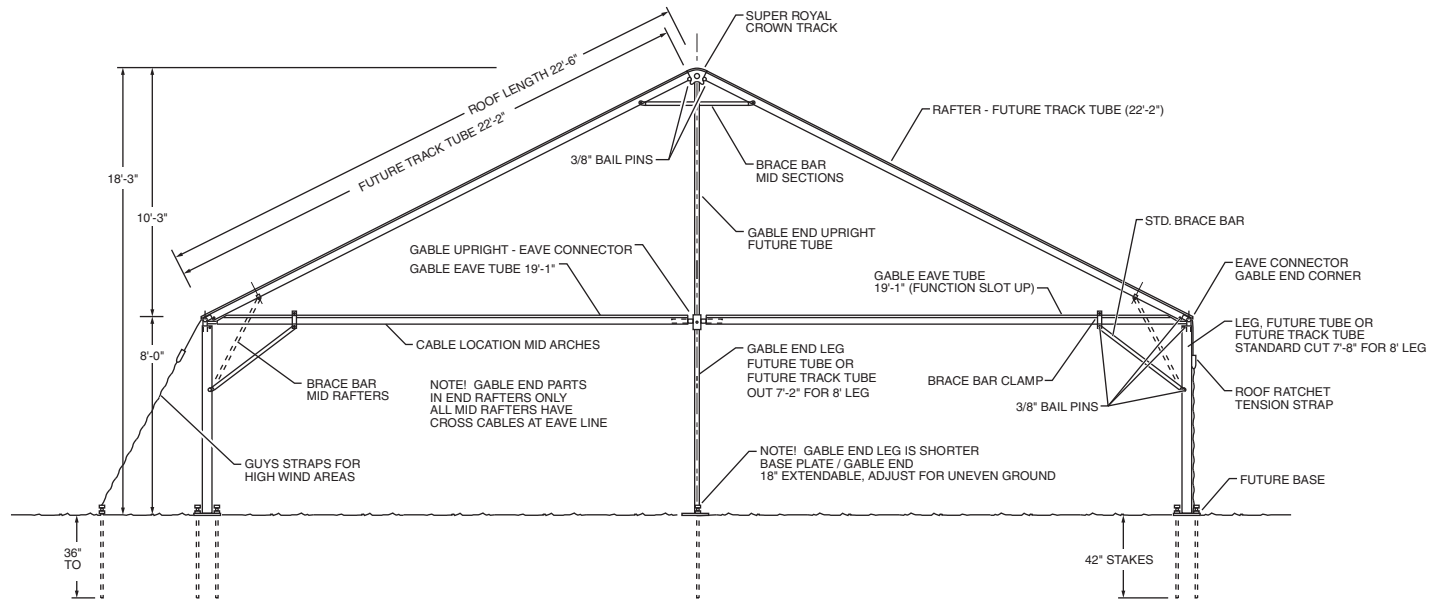 SUPER ROYAL
CROWN TRACK
ROOF LENGTH 22'-6"
FUTURE TRACK TUBE 22'-2"
RAFTER - FUTURE TRACK TUBE (22'-2")
3/8" BAIL PINS
BRACE BAR
MID SECTIONS
18'-3"
10'-3"
STD. BRACE BAR
GABLE END UPRIGHT
FUTURE TUBE
GABLE UPRIGHT - EAVE CONNECTOR
GABLE EAVE TUBE 19'-1"
GABLE EAVE TUBE
19'-1" (FUNCTION SLOT UP)
EAVE CONNECTOR
GABLE END CORNER
8'-0"
CABLE LOCATION MID ARCHES
LEG, FUTURE TUBE OR
FUTURE TRACK TUBE
STANDARD CUT 7'-8" FOR 8' LEG
BRACE BAR
MID RAFTERS
NOTE! GABLE END PARTS
IN END RAFTERS ONLY
ALL MID RAFTERS HAVE
CROSS CABLES AT EAVE LINE
GABLE END LEG
FUTURE TUBE OR
FUTURE TRACK TUBE
OUT 7'-2" FOR 8' LEG
BRACE BAR CLAMP
3/8" BAIL PINS
ROOF RATCHET
TENSION STRAP
GUYS STRAPS FOR
HIGH WIND AREAS
NOTE! GABLE END LEG IS SHORTER
BASE PLATE / GABLE END
18" EXTENDABLE, ADJUST FOR UNEVEN GROUND
FUTURE BASE
36"
TO
42" STAKES